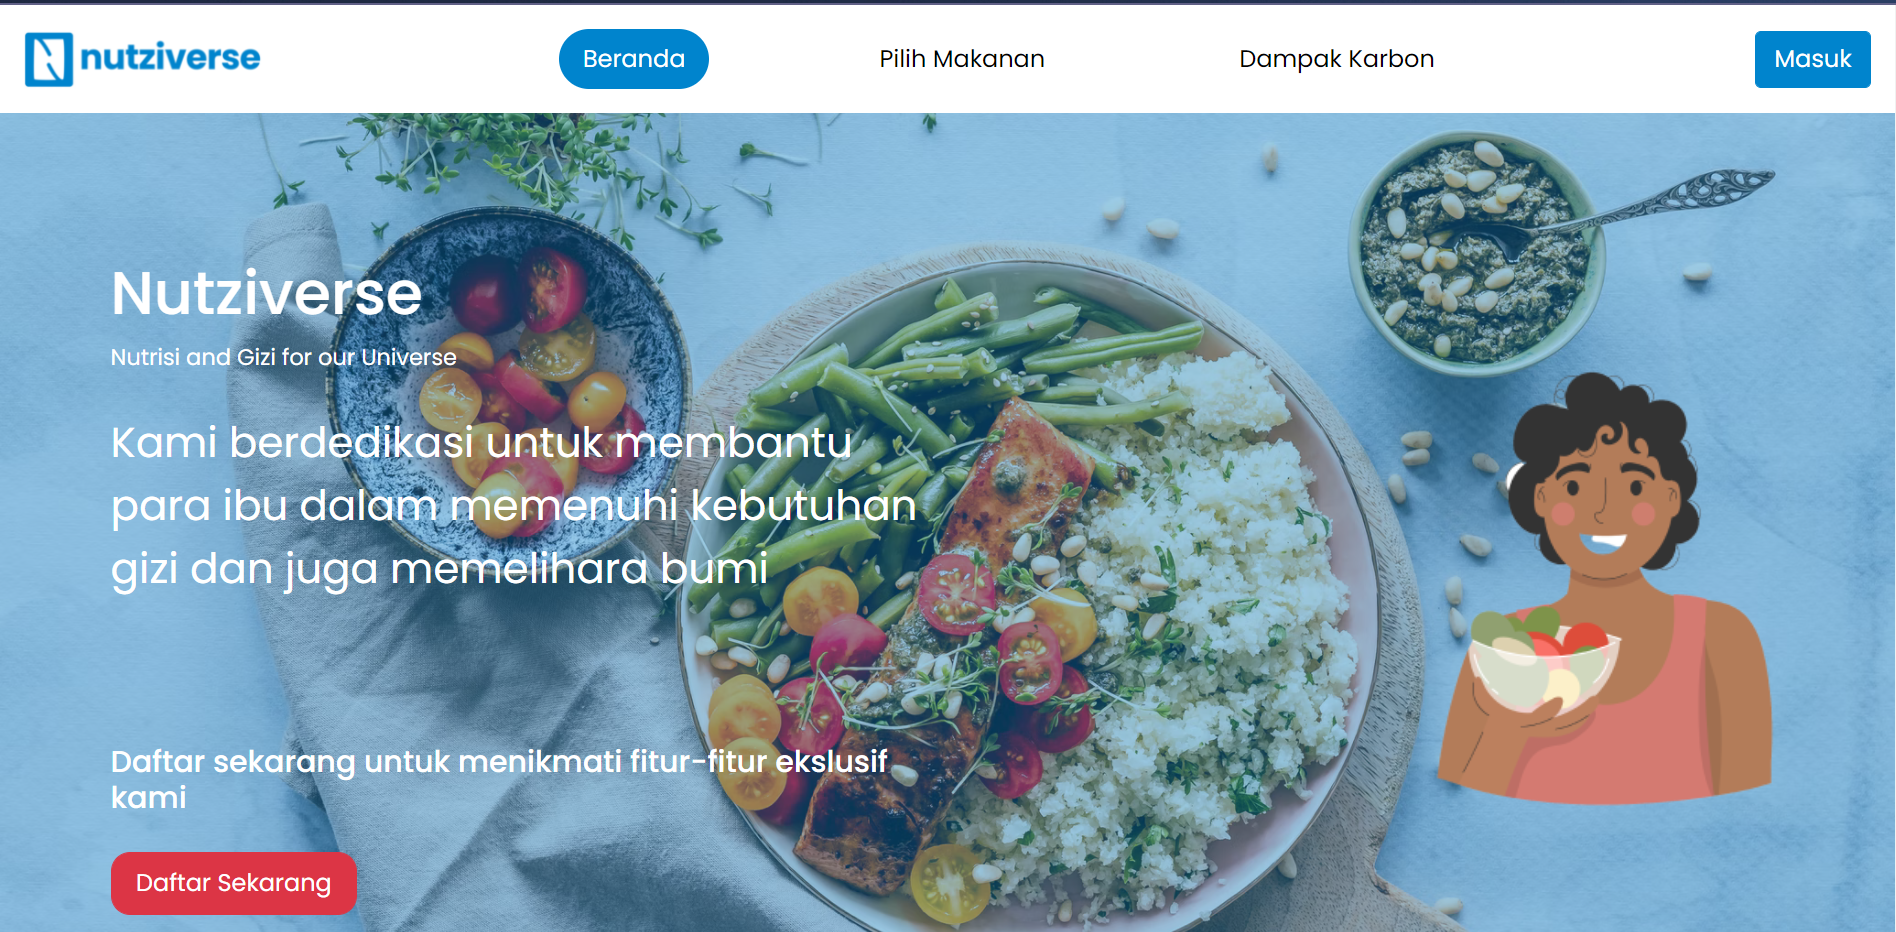 nutziverse
Beranda
Pilih Makanan
Dampak Karbon
Masuk
Nutziverse
Nutrisi and Gizi for our Universe
Kami berdedikasi untuk membantu
para ibu dalam memenuhi kebutuhan
gizi dan juga memelihara bumi
Daftar sekarang untuk menikmati fitur-fitur ekslusif
kami
Daftar Sekarang